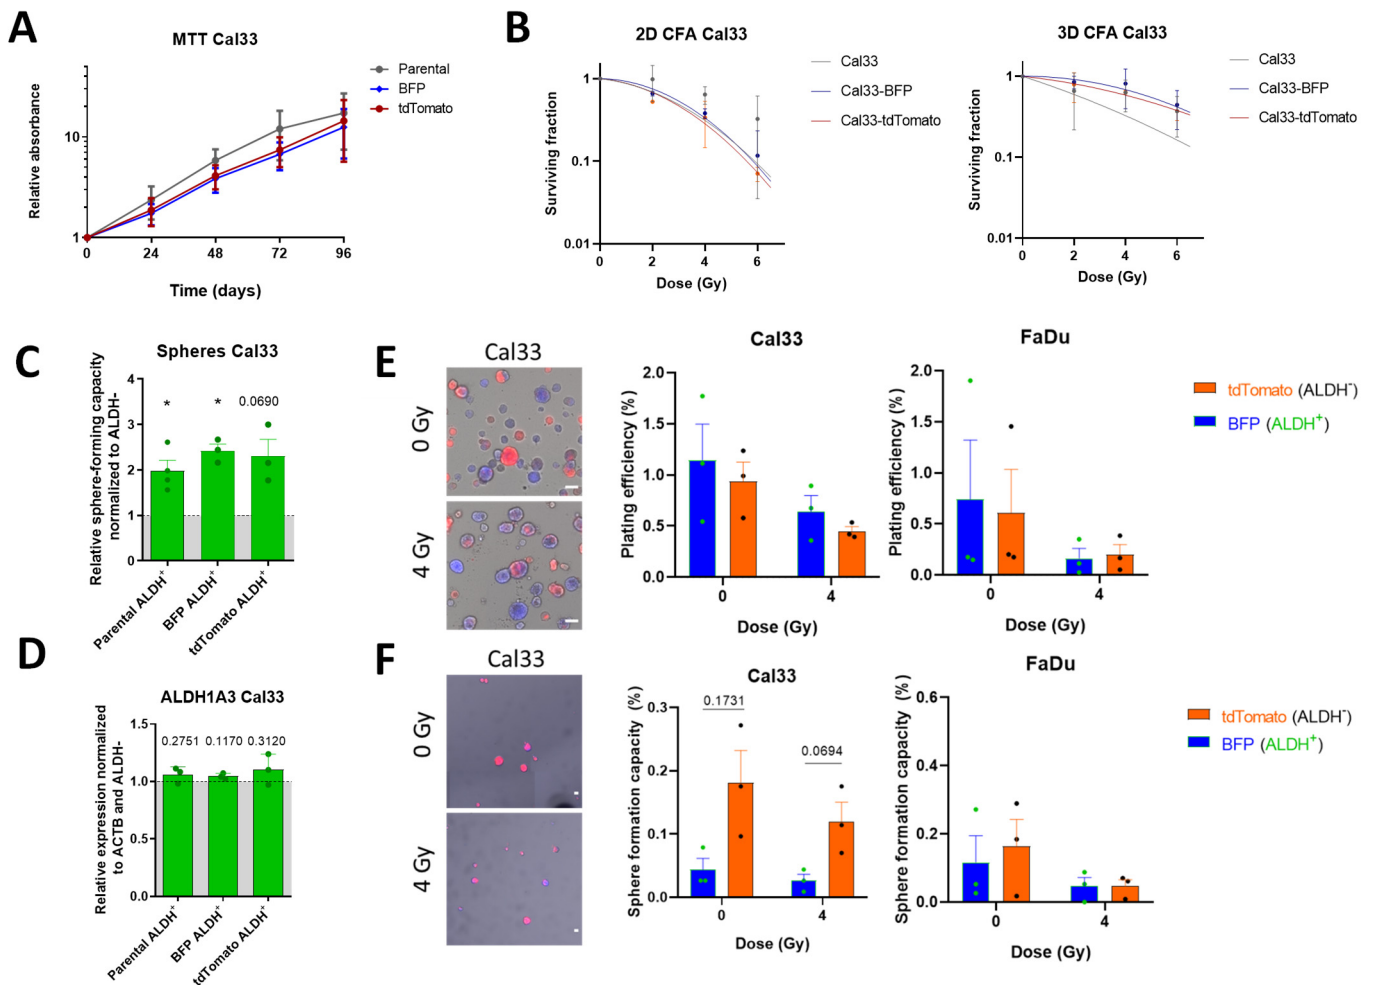 A
MTT Cal33
Relative absorbance
10
1
0
24
48
72
96
Time (days)
Parental
BFP
tdTomato
B
2D CFA Cal33
Surviving fraction
1
0.1
0.01
0
2
4
6
Dose (Gy)
Cal33
Cal33-BFP
Cal33-tdTomato
3D CFA Cal33
Surviving fraction
1
0.1
0.01
0
2
4
6
Dose (Gy)
Cal33
Cal33-BFP
Cal33-tdTomato
C
Spheres Cal33
Relative sphere-forming capacity
normalized to ALDH-
4
3
2
1
0
*
*
0.0690
Parental ALDH+
BFP ALDH+
tdTomato ALDH+
D
ALDH1A3 Cal33
Relative expression normalized
to ACTB and ALDH-
1.5
1.0
0.5
0.0
0.2751
0.1170
0.3120
Parental ALDH+
BFP ALDH+
tdTomato ALDH+
E
Cal33
0 Gy
4 Gy
Cal33
Plating efficiency (%)
2.0
1.5
1.0
0.5
0.0
0
4
Dose (Gy)
FaDu
Plating efficiency (%)
2.0
1.5
1.0
0.5
0.0
0
4
Dose (Gy)
tdTomato (ALDH-)
BFP (ALDH+)
F
Cal33
0 Gy
4 Gy
Cal33
Sphere formation capacity (%)
0.3
0.2
0.1
0.0
0.1731
0.0694
0
4
Dose (Gy)
FaDu
Sphere formation capacity (%)
0.6
0.4
0.2
0.0
0
4
Dose (Gy)
tdTomato (ALDH-)
BFP (ALDH+)